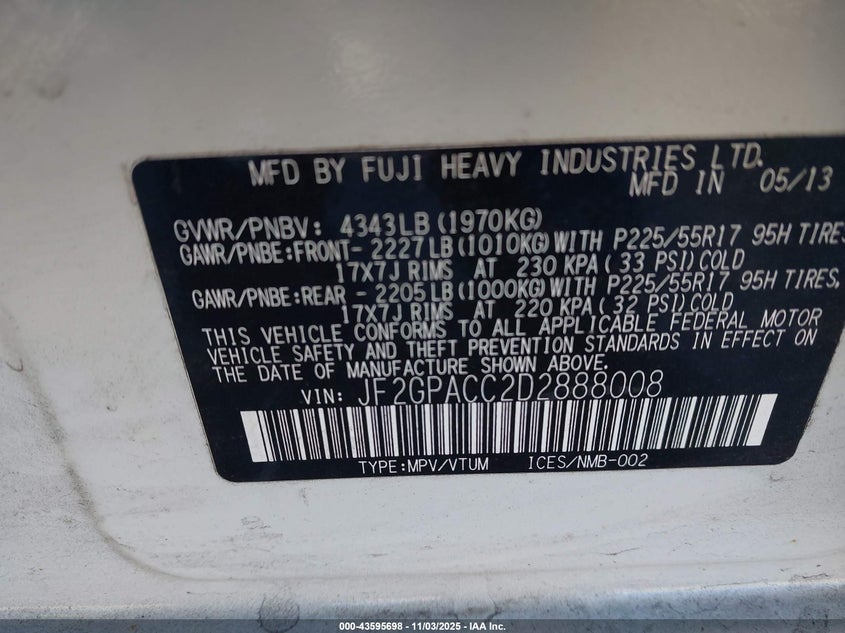 MFD BY FUJI HEAVY INDUSTRIES LTD.
MFD IN 05/13
GVWR/PNBV: 4343LB(1970KG)
GAWR/PNBE:FRONT- 2227LB(1010KG)WITH P225/55R17 95H TIRES
17X7J RIMS AT 230 KPA(33 PSI)COLD
GAWR/PNBE:REAR - 2205LB(1000KG)WITH P225/55R17 95H TIRES,
17X7J RIMS AT 220 KPA(32 PSI)COLD
THIS VEHICLE CONFORMS TO ALL APPLICABLE FEDERAL MOTOR
VEHICLE SAFETY AND THEFT PREVENTION STANDARDS IN EFFECT ON
THE DATE OF MANUFACTURE SHOWN ABOVE.
VIN: JF2GPACC2D2888008
TYPE:MPV/VTUM ICES/NMB-002
000-43595698 - 11/03/2025 - IAA Inc.